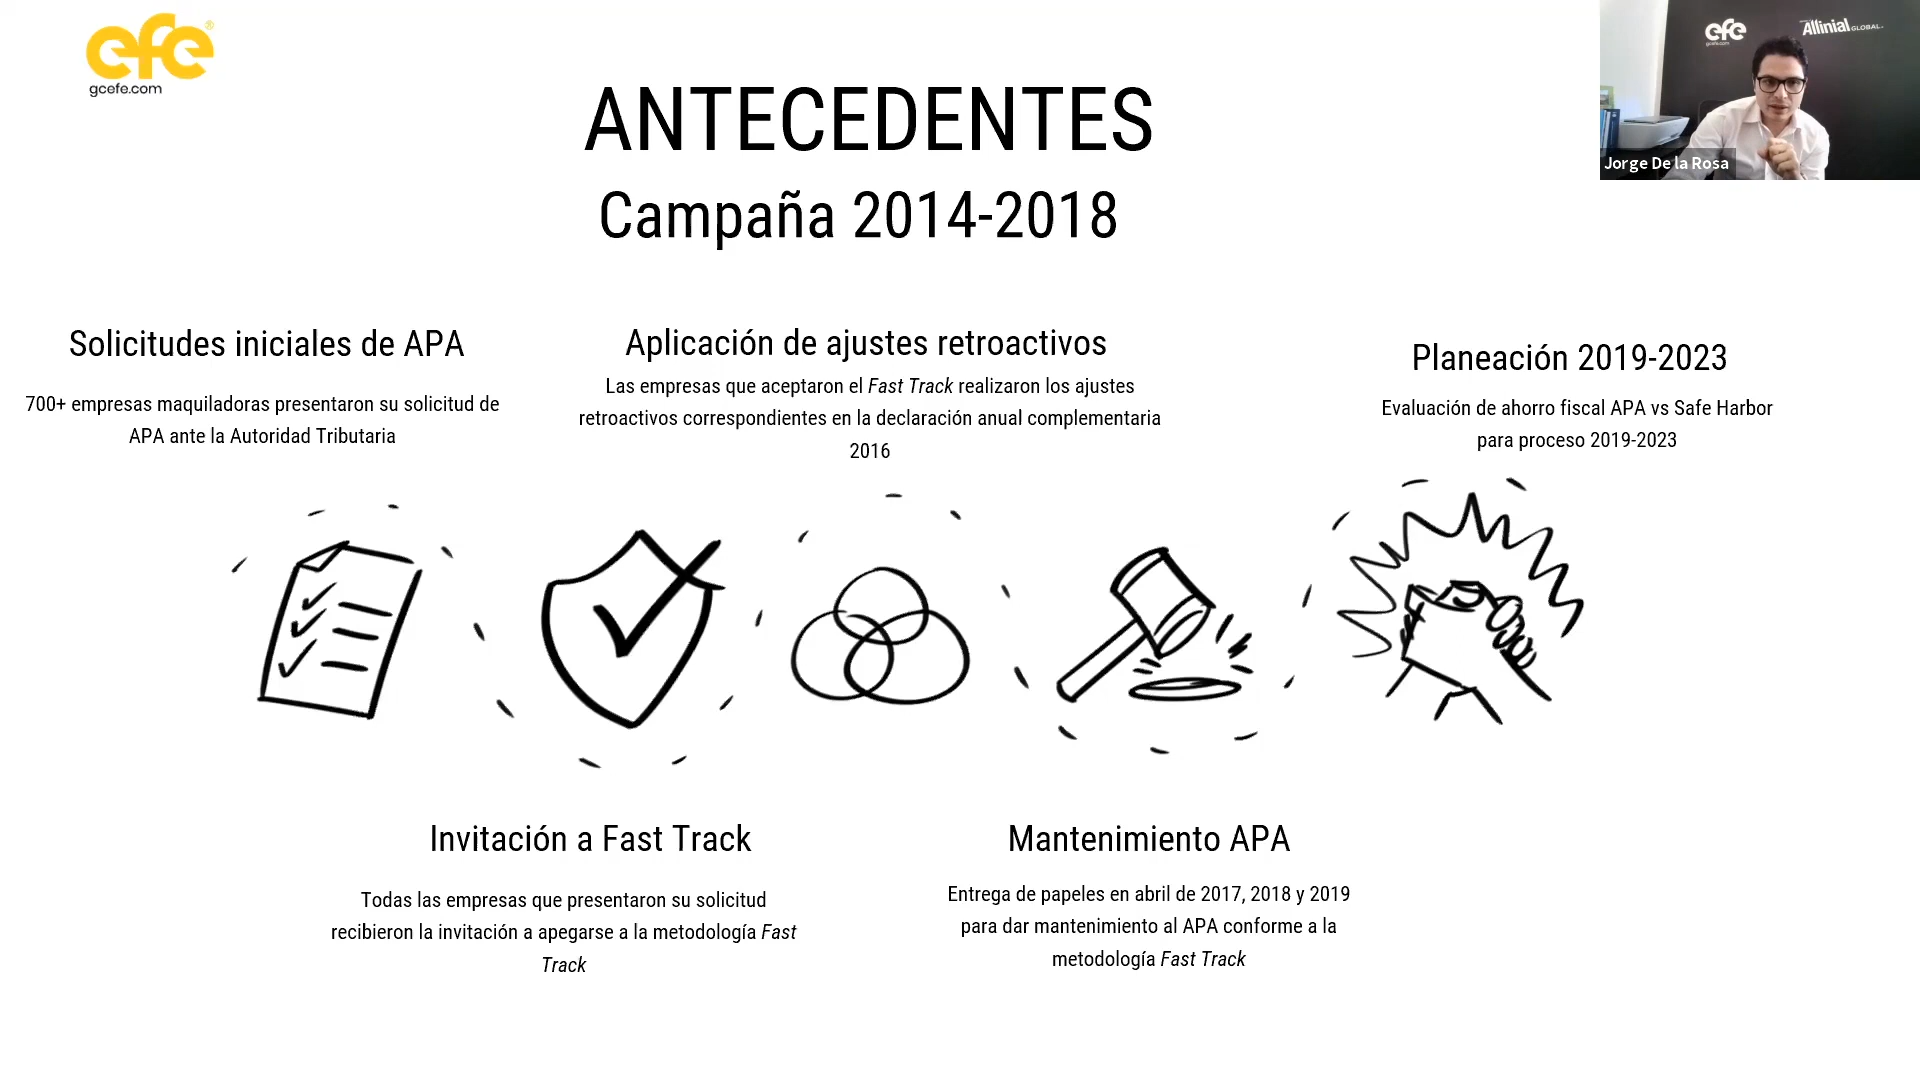 efe®
gcefe.com
efe
gcefe.com
Allinial GLOBAL
Jorge De la Rosa
ANTECEDENTES
Campaña 2014-2018
Solicitudes iniciales de APA
700+ empresas maquiladoras presentaron su solicitud de
APA ante la Autoridad Tributaria
Aplicación de ajustes retroactivos
Las empresas que aceptaron el Fast Track realizaron los ajustes
retroactivos correspondientes en la declaración anual complementaria
2016
Planeación 2019-2023
Evaluación de ahorro fiscal APA vs Safe Harbor
para proceso 2019-2023
Invitación a Fast Track
Todas las empresas que presentaron su solicitud
recibieron la invitación a apegarse a la metodología Fast
Track
Mantenimiento APA
Entrega de papeles en abril de 2017, 2018 y 2019
para dar mantenimiento al APA conforme a la
metodología Fast Track